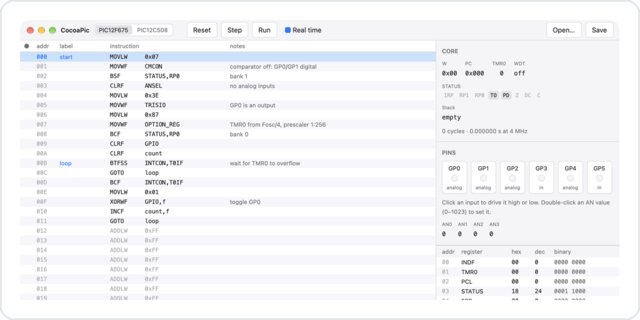 CocoaPic PIC12F675 PIC12C508 Reset Step Run Real time Open... Save
addr label instruction notes
000 start MOVLW 0x07
001 MOVWF CMCON comparator off: GP0/GP1 digital
002 BSF STATUS,RP0 bank 1
003 CLRF ANSEL no analog inputs
004 MOVLW 0x3E
005 MOVWF TRISIO GP0 is an output
006 MOVLW 0x87
007 MOVWF OPTION_REG TMR0 from Fosc/4, prescaler 1:256
008 BCF STATUS,RP0 bank 0
009 CLRF GPIO
00A CLRF count
00B loop BTFSS INTCON,T0IF wait for TMR0 to overflow
00C GOTO loop
00D BCF INTCON,T0IF
00E MOVLW 0x01
00F XORWF GPIO,f toggle GP0
010 INCF count,f
011 GOTO loop
012 ADDLW 0xFF
013 ADDLW 0xFF
014 ADDLW 0xFF
015 ADDLW 0xFF
016 ADDLW 0xFF
017 ADDLW 0xFF
018 ADDLW 0xFF
019 ADDLW 0xFF
CORE
W PC TMR0 WDT
0x00 0x000 0 off
STATUS
IRP RP1 RP0 TO PD Z DC C
Stack
empty
0 cycles · 0.000000 s at 4 MHz
PINS
GP0 GP1 GP2 GP3 GP4 GP5
analog analog analog in analog in
Click an input to drive it high or low. Double-click an AN value
(0–1023) to set it.
AN0 AN1 AN2 AN3
0 0 0 0
addr register hex dec binary
00 INDF 00 0 0000 0000
01 TMR0 00 0 0000 0000
02 PCL 00 0 0000 0000
03 STATUS 18 24 0001 1000